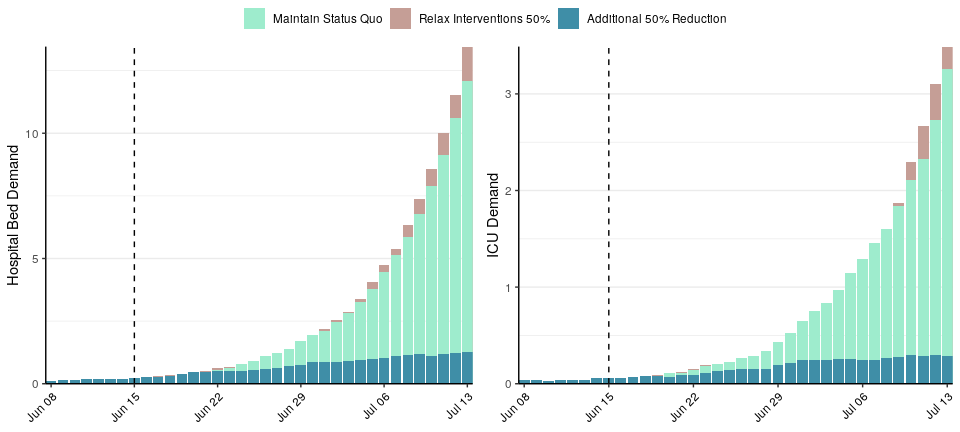 Maintain Status Quo Relax Interventions 50% Additional 50% Reduction
Hospital Bed Demand
10
5
0
Jun 08 Jun 15 Jun 22 Jun 29 Jul 06 Jul 13
ICU Demand
3
2
1
0
Jun 08 Jun 15 Jun 22 Jun 29 Jul 06 Jul 13